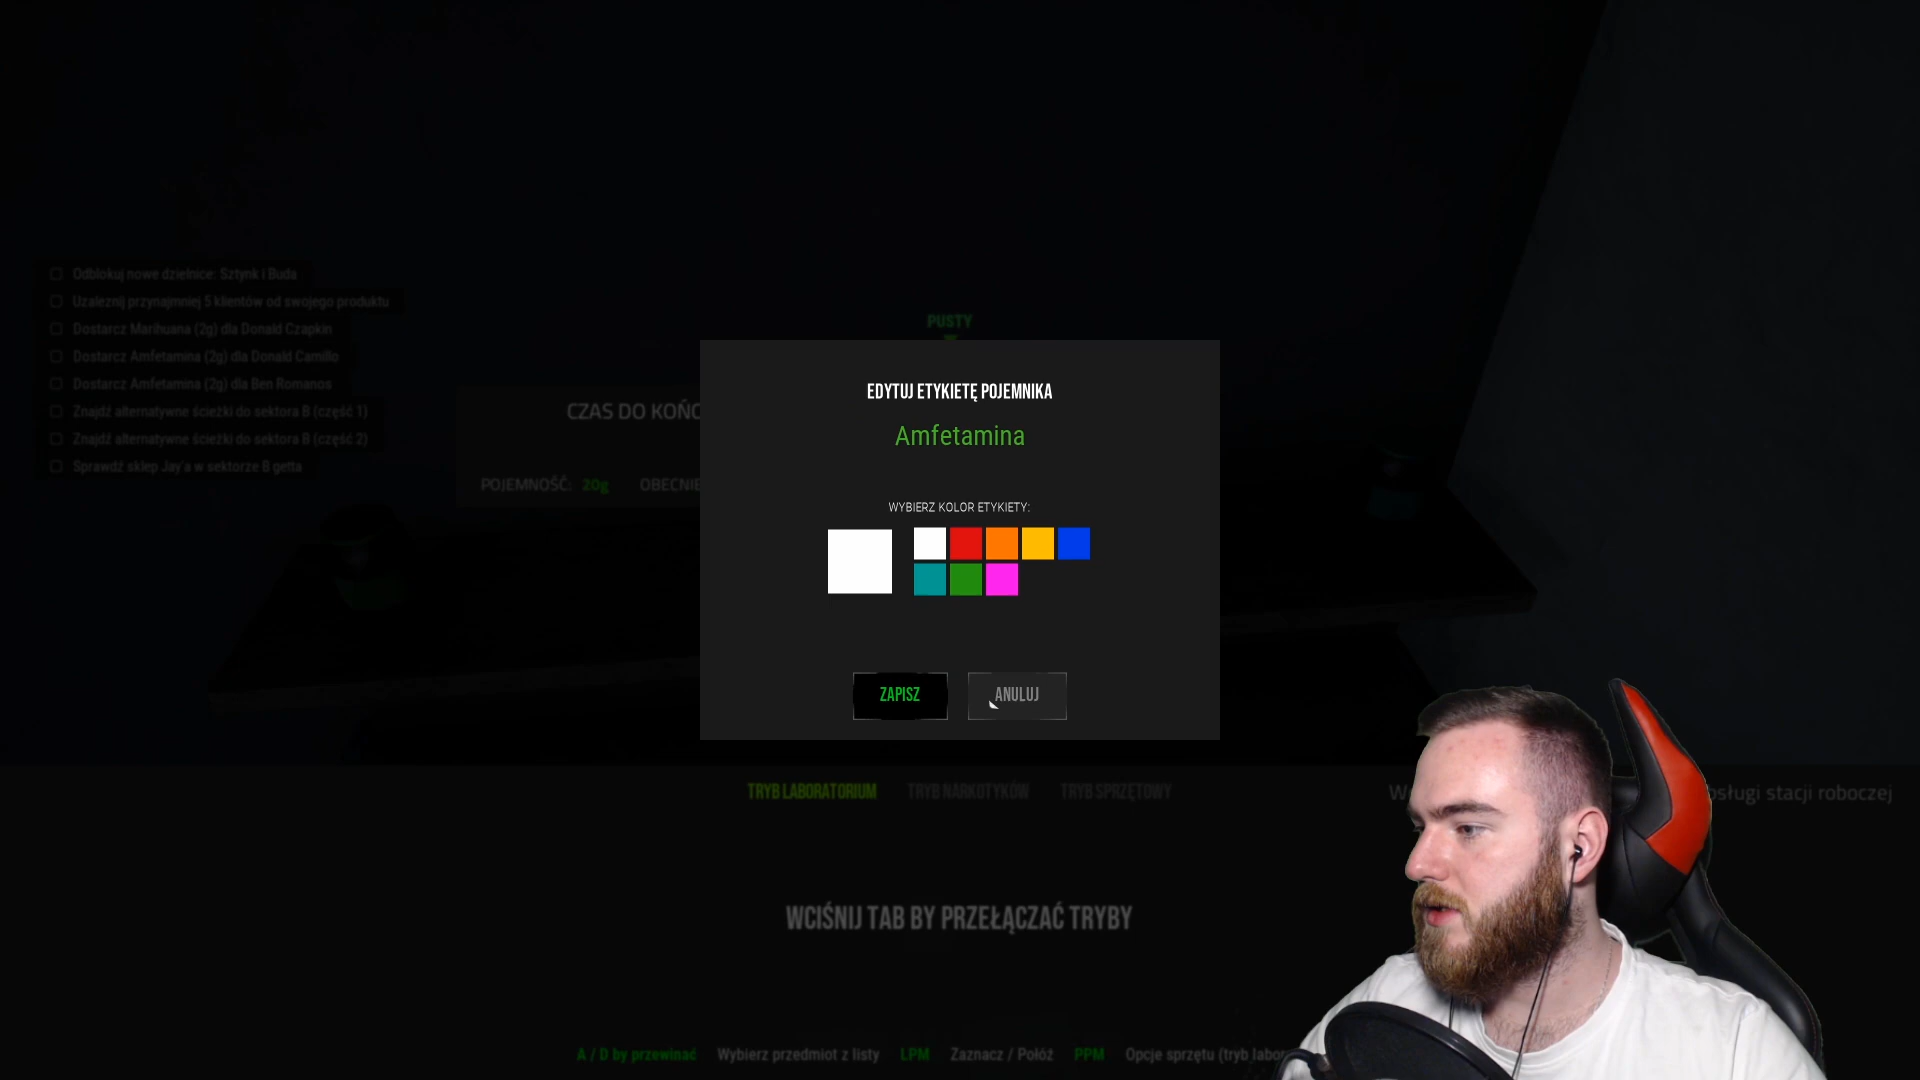 Odblokuj nowe dzielnice: Sztynk i Buda
Uzależnij przynajmniej 5 klientów od swojego produktu
Dostarcz Marihuana (2g) dla Donald Czapkin
Dostarcz Amfetamina (2g) dla Donald Camillo
Dostarcz Amfetamina (2g) dla Ben Romanos
Znajdź alternatywne ścieżki do sektora B (część 1)
Znajdź alternatywne ścieżki do sektora B (część 2)
Sprawdź sklep Jay'a w sektorze B getta
PUSTY
CZAS DO KOŃC
POJEMNOŚĆ: 20g OBECNIE
EDYTUJ ETYKIETĘ POJEMNIKA
Amfetamina
WYBIERZ KOLOR ETYKIETY:
ZAPISZ ANULUJ
TRYB LABORATORIUM TRYB NARKOTYKÓW TRYB SPRZĘTOWY
bsługi stacji roboczej
WCIŚNIJ TAB BY PRZEŁĄCZAĆ TRYBY
A / D by przewinać Wybierz przedmiot z listy LPM Zaznacz / Połóż PPM Opcje sprzętu (tryb labor